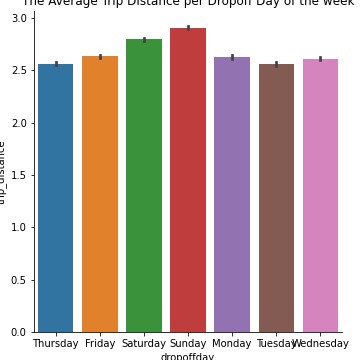 The Average Trip Distance per Dropoff Day of the week
3.0
2.5
2.0
1.5
1.0
0.5
0.0
trip_distance
Thursday Friday Saturday Sunday Monday Tuesday Wednesday
dropoffday